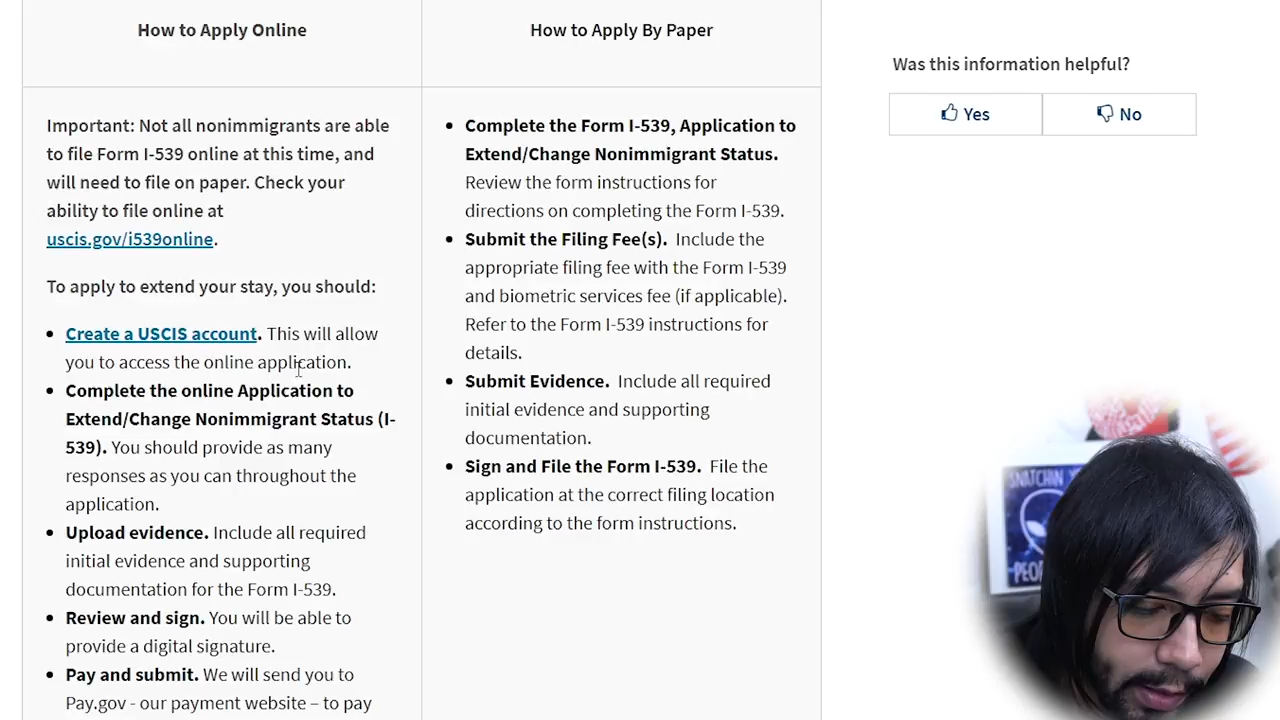 How to Apply Online
How to Apply By Paper
Important: Not all nonimmigrants are able
to file Form I-539 online at this time, and
will need to file on paper. Check your
ability to file online at
uscis.gov/i539online.
To apply to extend your stay, you should:
Create a USCIS account. This will allow
you to access the online application.
Complete the online Application to
Extend/Change Nonimmigrant Status (I-
539). You should provide as many
responses as you can throughout the
application.
Upload evidence. Include all required
initial evidence and supporting
documentation for the Form I-539.
Review and sign. You will be able to
provide a digital signature.
Pay and submit. We will send you to
Pay.gov - our payment website – to pay
Complete the Form I-539, Application to
Extend/Change Nonimmigrant Status.
Review the form instructions for
directions on completing the Form I-539.
Submit the Filing Fee(s). Include the
appropriate filing fee with the Form I-539
and biometric services fee (if applicable).
Refer to the Form I-539 instructions for
details.
Submit Evidence. Include all required
initial evidence and supporting
documentation.
Sign and File the Form I-539. File the
application at the correct filing location
according to the form instructions.
Was this information helpful?
Yes
No
SNATCHIN